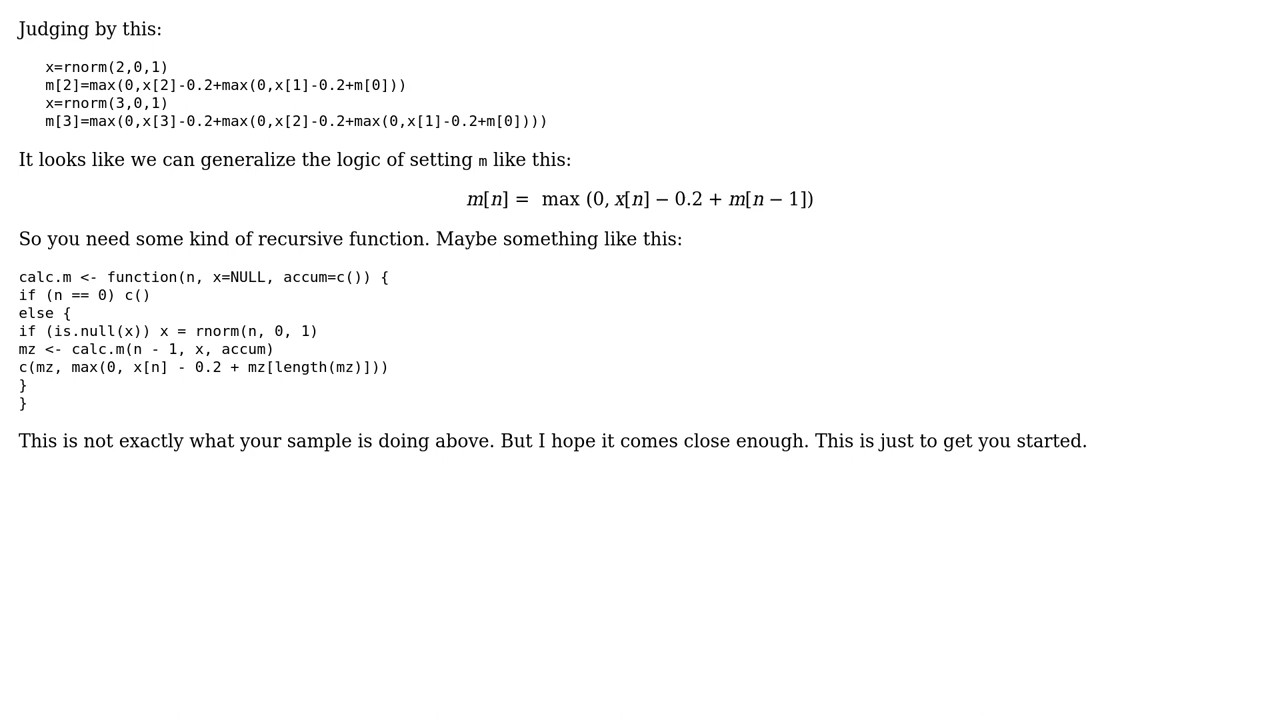 Judging by this:
x=rnorm(2,0,1)
m[2]=max(0,x[2]-0.2+max(0,x[1]-0.2+m[0]))
x=rnorm(3,0,1)
m[3]=max(0,x[3]-0.2+max(0,x[2]-0.2+max(0,x[1]-0.2+m[0])))
It looks like we can generalize the logic of setting m like this:
m[n] = max (0, x[n] − 0.2 + m[n − 1])
So you need some kind of recursive function. Maybe something like this:
calc.m <- function(n, x=NULL, accum=c()) {
if (n == 0) c()
else {
if (is.null(x)) x = rnorm(n, 0, 1)
mz <- calc.m(n - 1, x, accum)
c(mz, max(0, x[n] - 0.2 + mz[length(mz)]))
}
}
This is not exactly what your sample is doing above. But I hope it comes close enough. This is just to get you started.